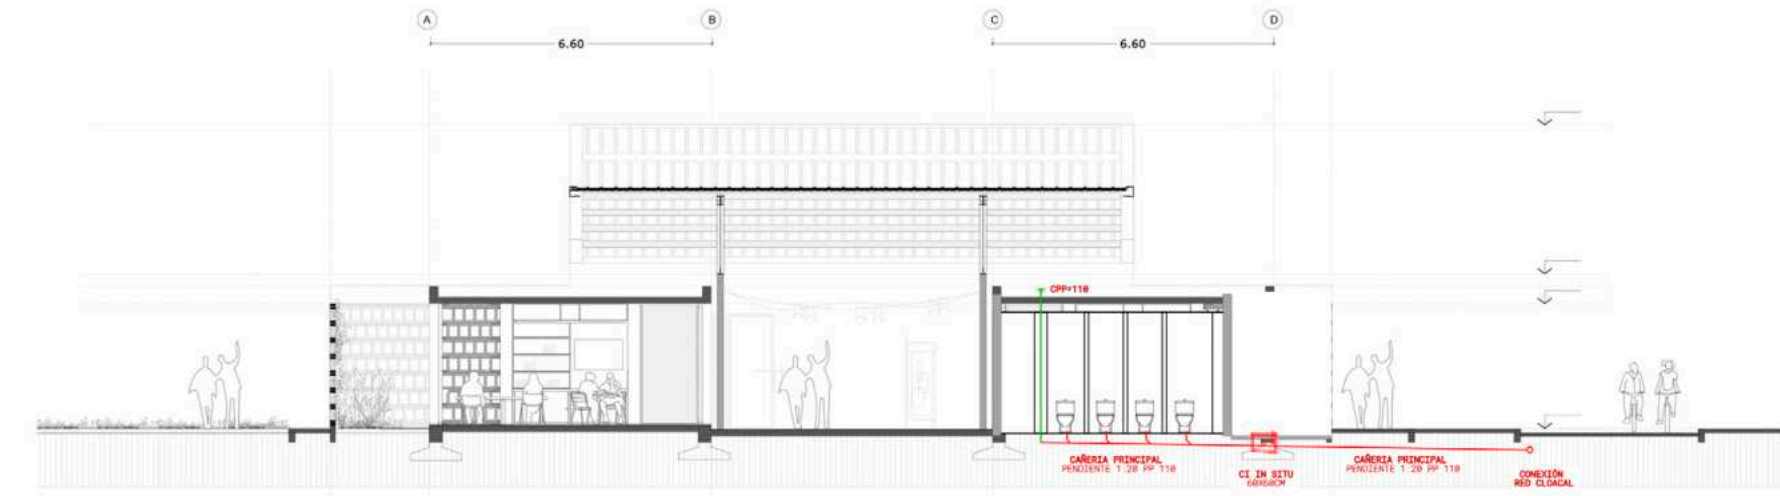 A B C D
6.60 6.60
CPP=110
CAÑERIA PRINCIPAL
PENDIENTE 1:20 PP 110
CI IN SITU
60X60CM
CAÑERIA PRINCIPAL
PENDIENTE 1:20 PP 110
CONEXIÓN
RED CLOACAL